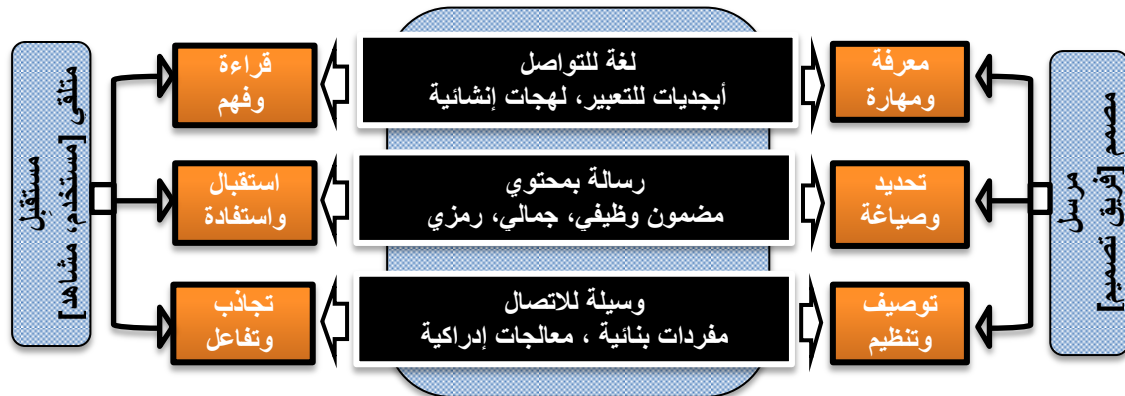 مرسل
مصمم [فريق تصميم]
معرفة
ومهارة
لغة للتواصل
أبجديات للتعبير، لهجات إنشائية
قراءة
وفهم
تحديد
وصياغة
رسالة بمحتوي
مضمون وظيفي، جمالي، رمزي
استقبال
واستفادة
توصيف
وتنظيم
وسيلة للاتصال
مفردات بنائية ، معالجات إدراكية
تجاذب
وتفاعل
مستقبِل
متلقي [مستخدم، مشاهد]